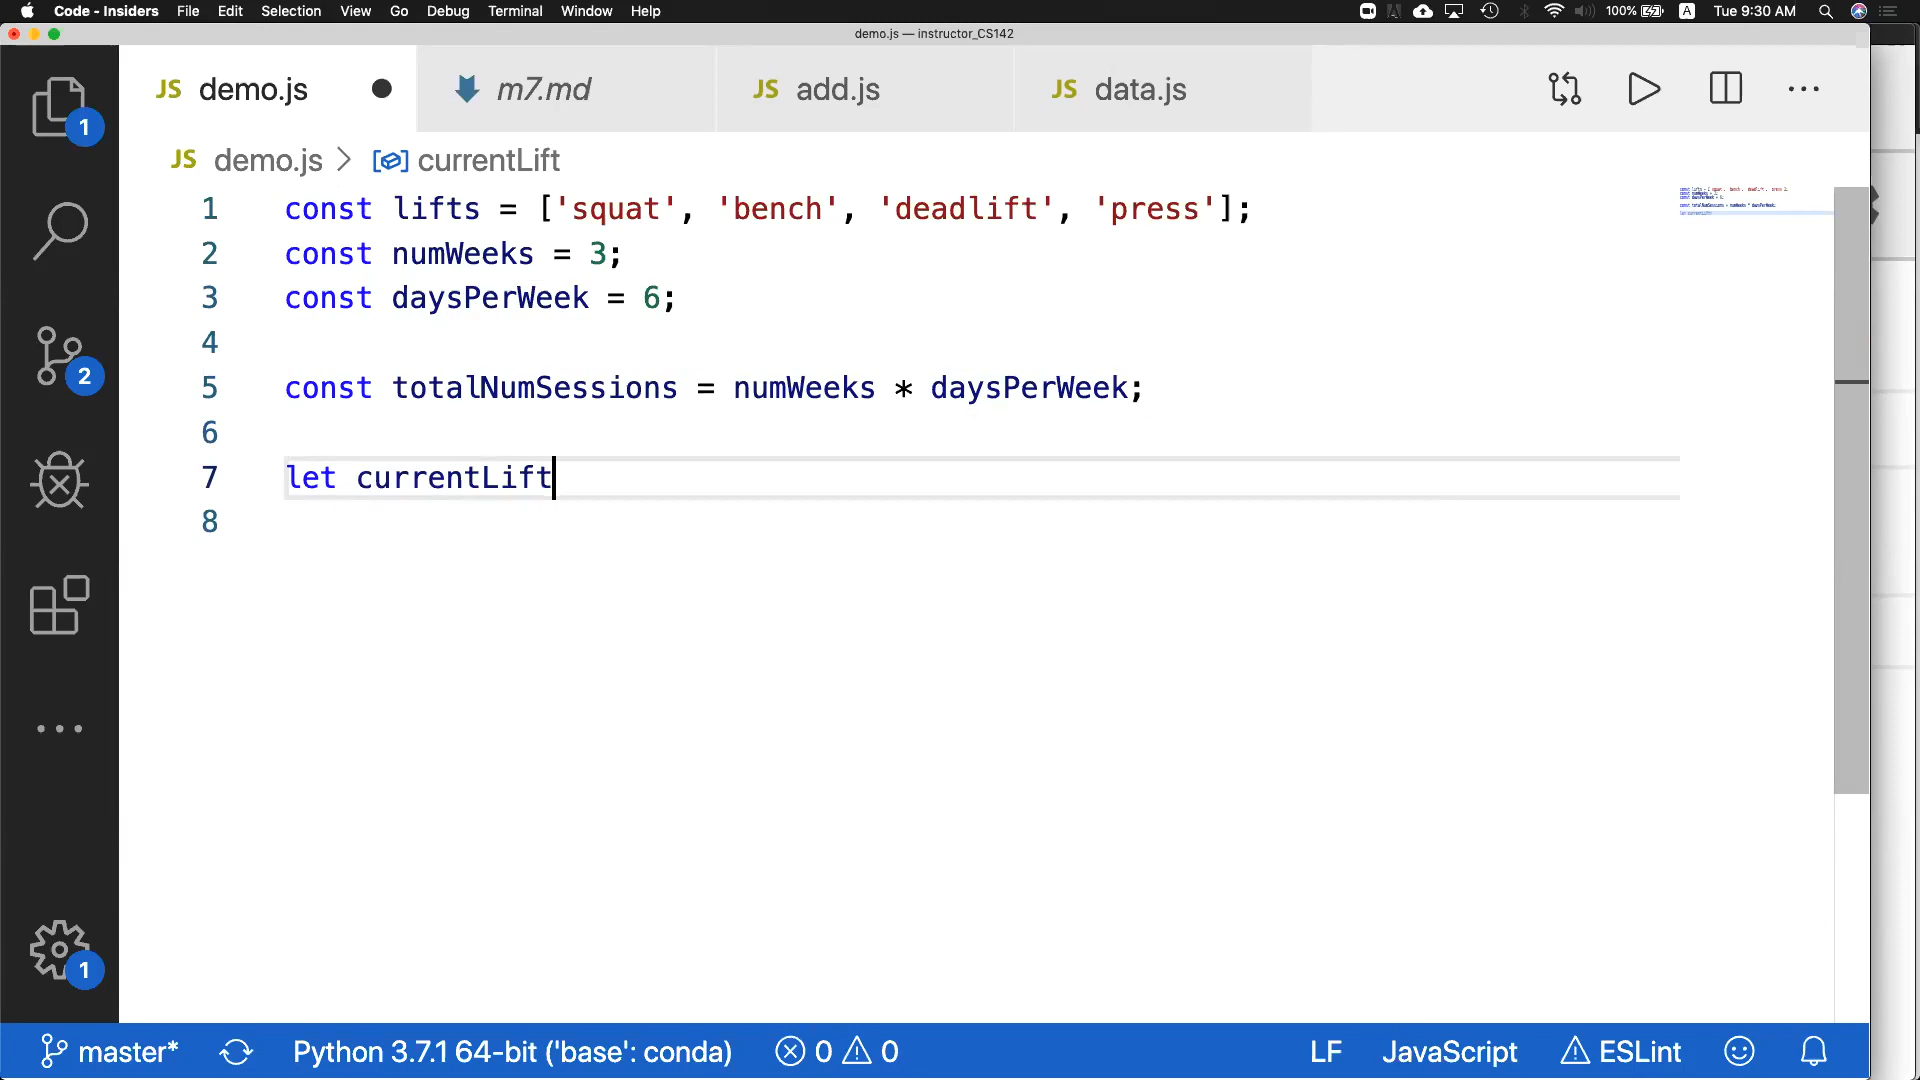 Code - Insiders File Edit Selection View Go Debug Terminal Window Help 100% A Tue 9:30 AM
demo.js — instructor_CS142
JS demo.js m7.md JS add.js JS data.js
JS demo.js > currentLift
1 const lifts = ['squat', 'bench', 'deadlift', 'press'];
2 const numWeeks = 3;
3 const daysPerWeek = 6;
4
5 const totalNumSessions = numWeeks * daysPerWeek;
6
7 let currentLift
8
1
2
1
master* Python 3.7.1 64-bit ('base': conda) 0 0 LF JavaScript ESLint